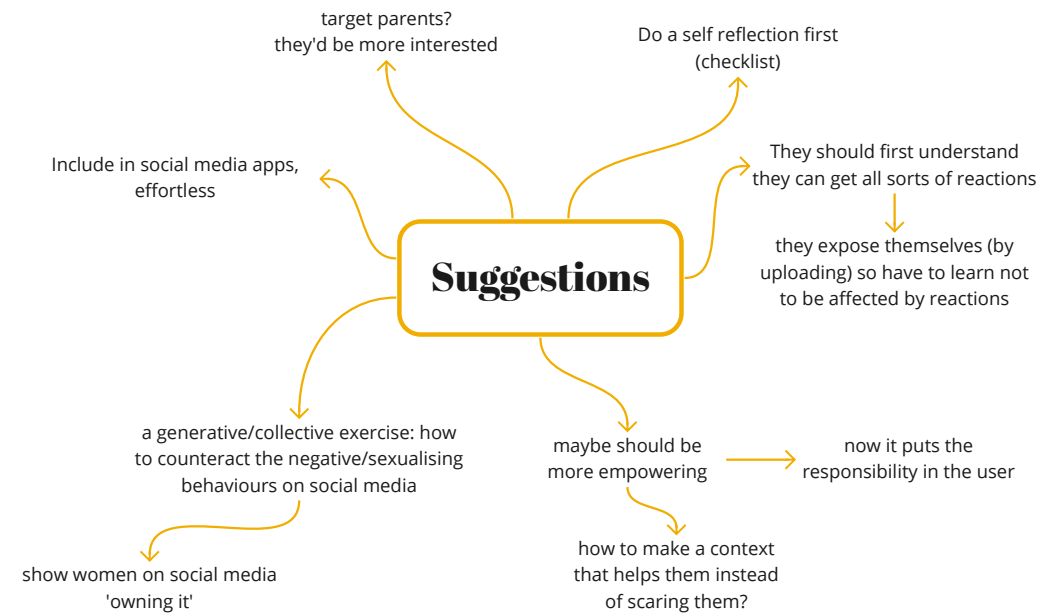 target parents?
they'd be more interested
Do a self reflection first
(checklist)
Include in social media apps,
effortless
They should first understand
they can get all sorts of reactions
they expose themselves (by
uploading) so have to learn not
to be affected by reactions
Suggestions
a generative/collective exercise: how
to counteract the negative/sexualising
behaviours on social media
maybe should be
more empowering
now it puts the
responsibility in the user
show women on social media
'owning it'
how to make a context
that helps them instead
of scaring them?